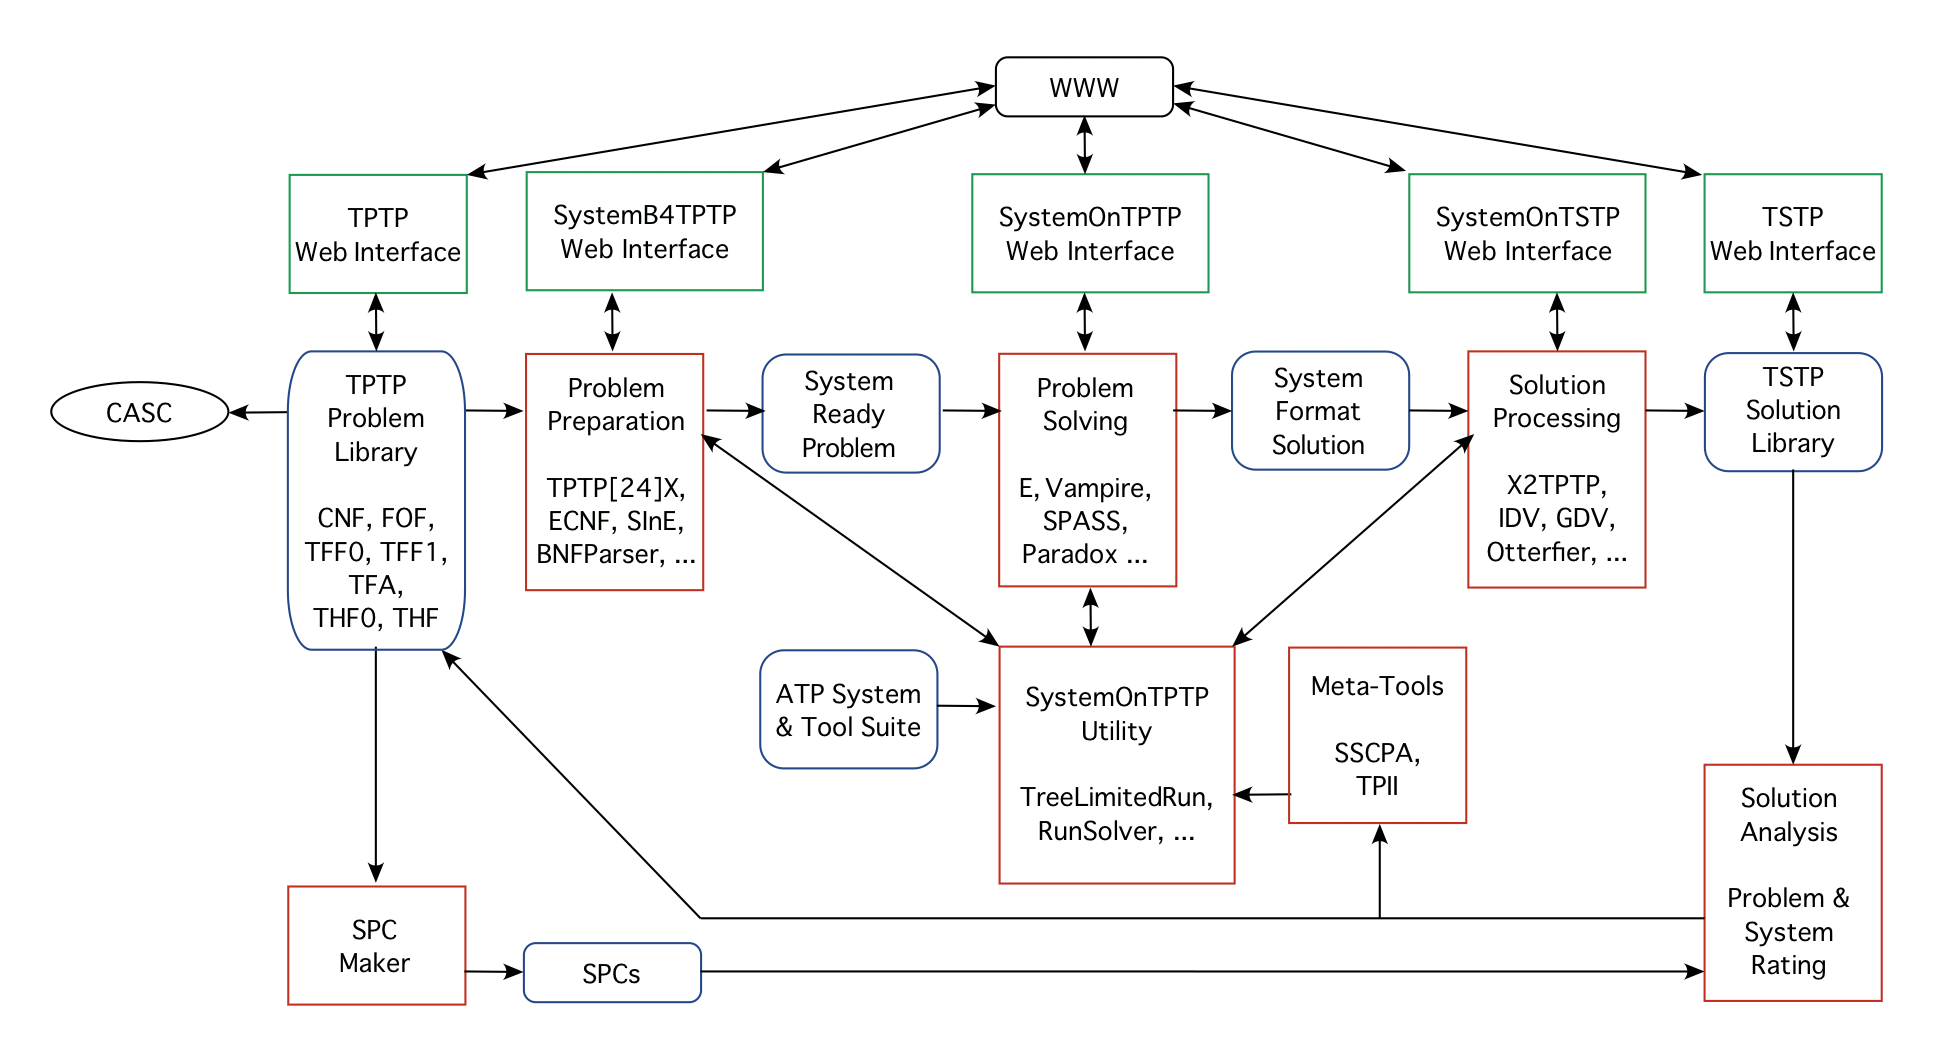 WWW
TPTP
Web Interface
SystemB4TPTP
Web Interface
SystemOnTPTP
Web Interface
SystemOnTSTP
Web Interface
TSTP
Web Interface
CASC
TPTP
Problem
Library
CNF, FOF,
TFF0, TFF1,
TFA,
THF0, THF
Problem
Preparation
TPTP[24]X,
ECNF, SInE,
BNFParser, ...
System
Ready
Problem
Problem
Solving
E, Vampire,
SPASS,
Paradox ...
System
Format
Solution
Solution
Processing
X2TPTP,
IDV, GDV,
Otterfier, ...
TSTP
Solution
Library
ATP System
& Tool Suite
SystemOnTPTP
Utility
TreeLimitedRun,
RunSolver, ...
Meta-Tools
SSCPA,
TPII
Solution
Analysis
Problem &
System
Rating
SPC
Maker
SPCs